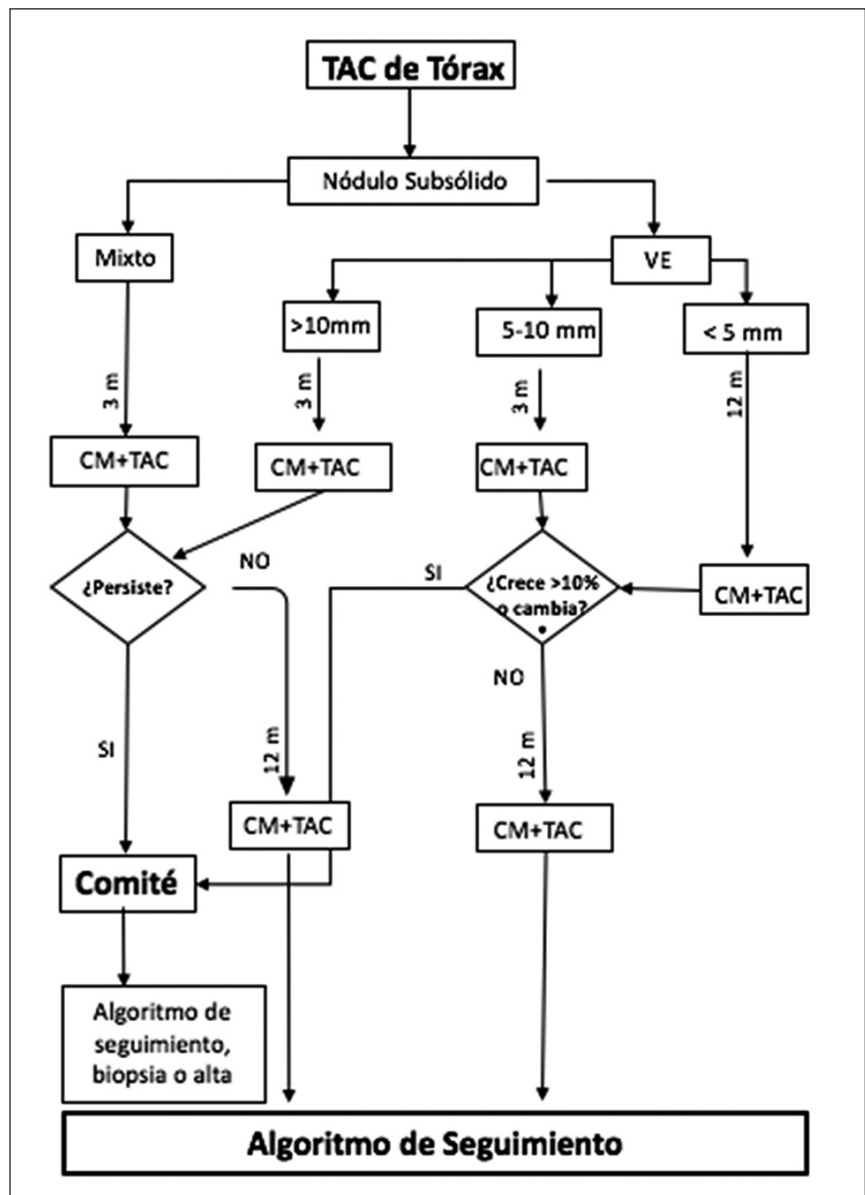 TAC de Tórax
Nódulo Subsólido
Mixto
VE
>10mm
5-10 mm
< 5 mm
3 m
3 m
3 m
12 m
CM+TAC
CM+TAC
CM+TAC
CM+TAC
¿Persiste?
NO
SI
¿Crece >10%
o cambia?
NO
SI
12 m
12 m
CM+TAC
CM+TAC
Comité
Algoritmo de
seguimiento,
biopsia o alta
Algoritmo de Seguimiento